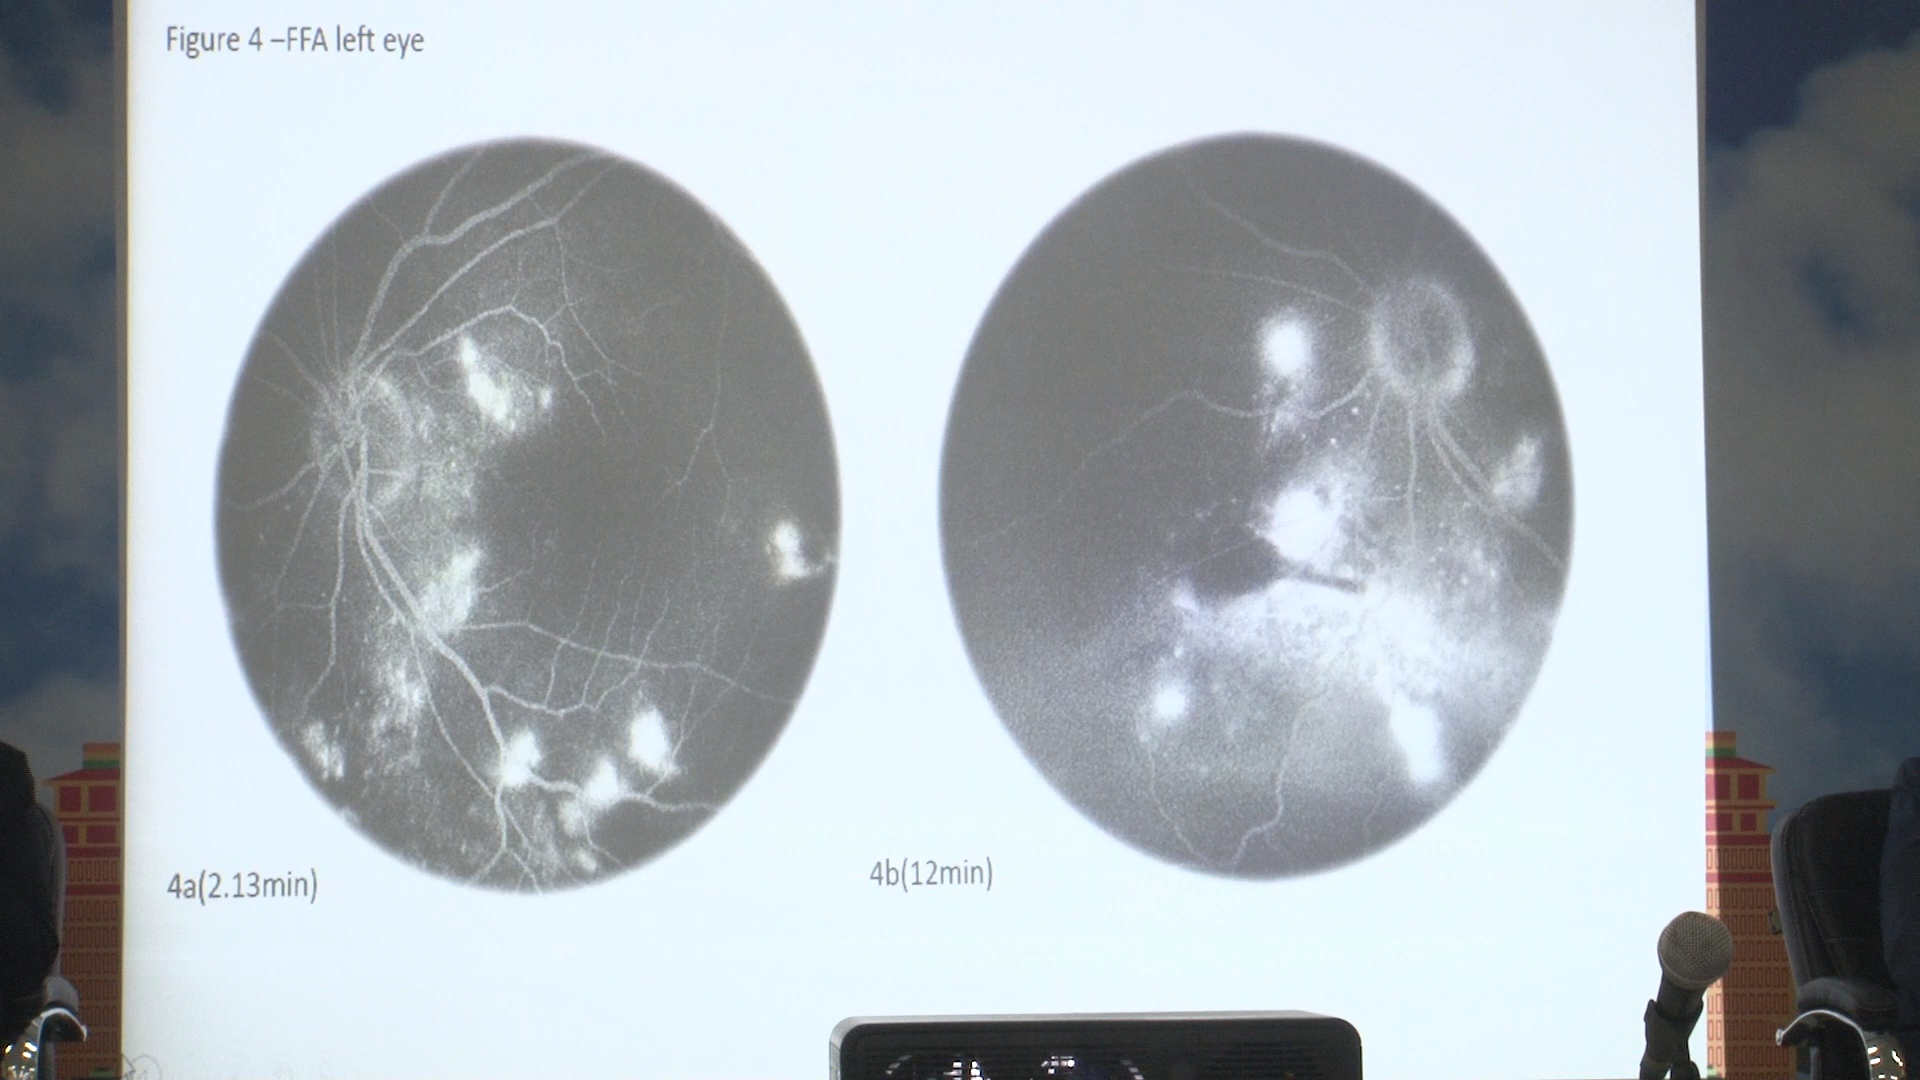 Figure 4 –FFA left eye
4a(2.13min)
4b(12min)